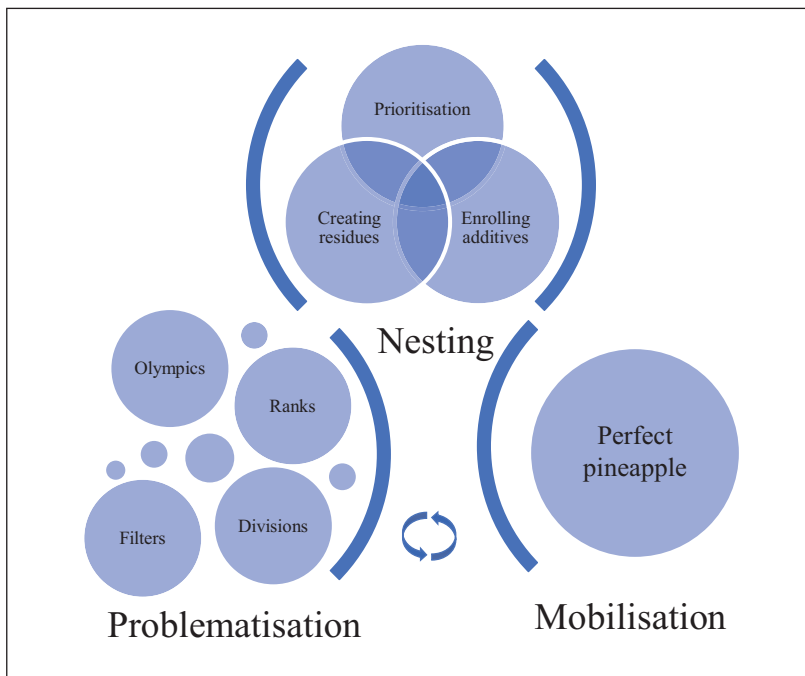 Prioritisation
Creating
residues
Enrolling
additives
Nesting
Olympics
Ranks
Filters
Divisions
Problematisation
Perfect
pineapple
Mobilisation